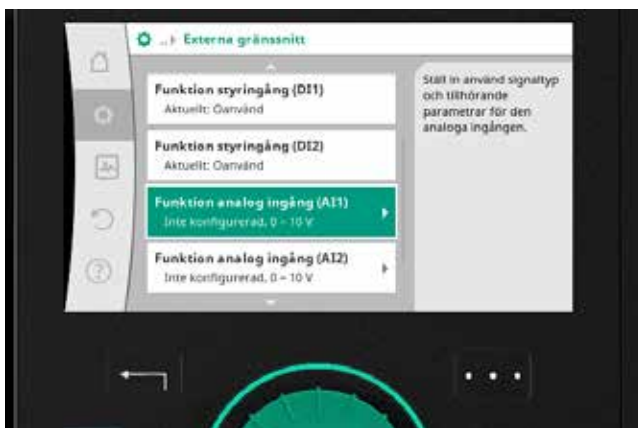 ..▸ Externa gränssnitt
Funktion styringång (DI1)
Aktuellt: Oanvänd
Funktion styringång (DI2)
Aktuellt: Oanvänd
Funktion analog ingång (AI1)
Inte konfigurerad, 0 – 10 V
Funktion analog ingång (AI2)
Inte konfigurerad, 0 – 10 V
Ställ in använd signaltyp
och tillhörande
parametrar för den
analoga ingången.
?